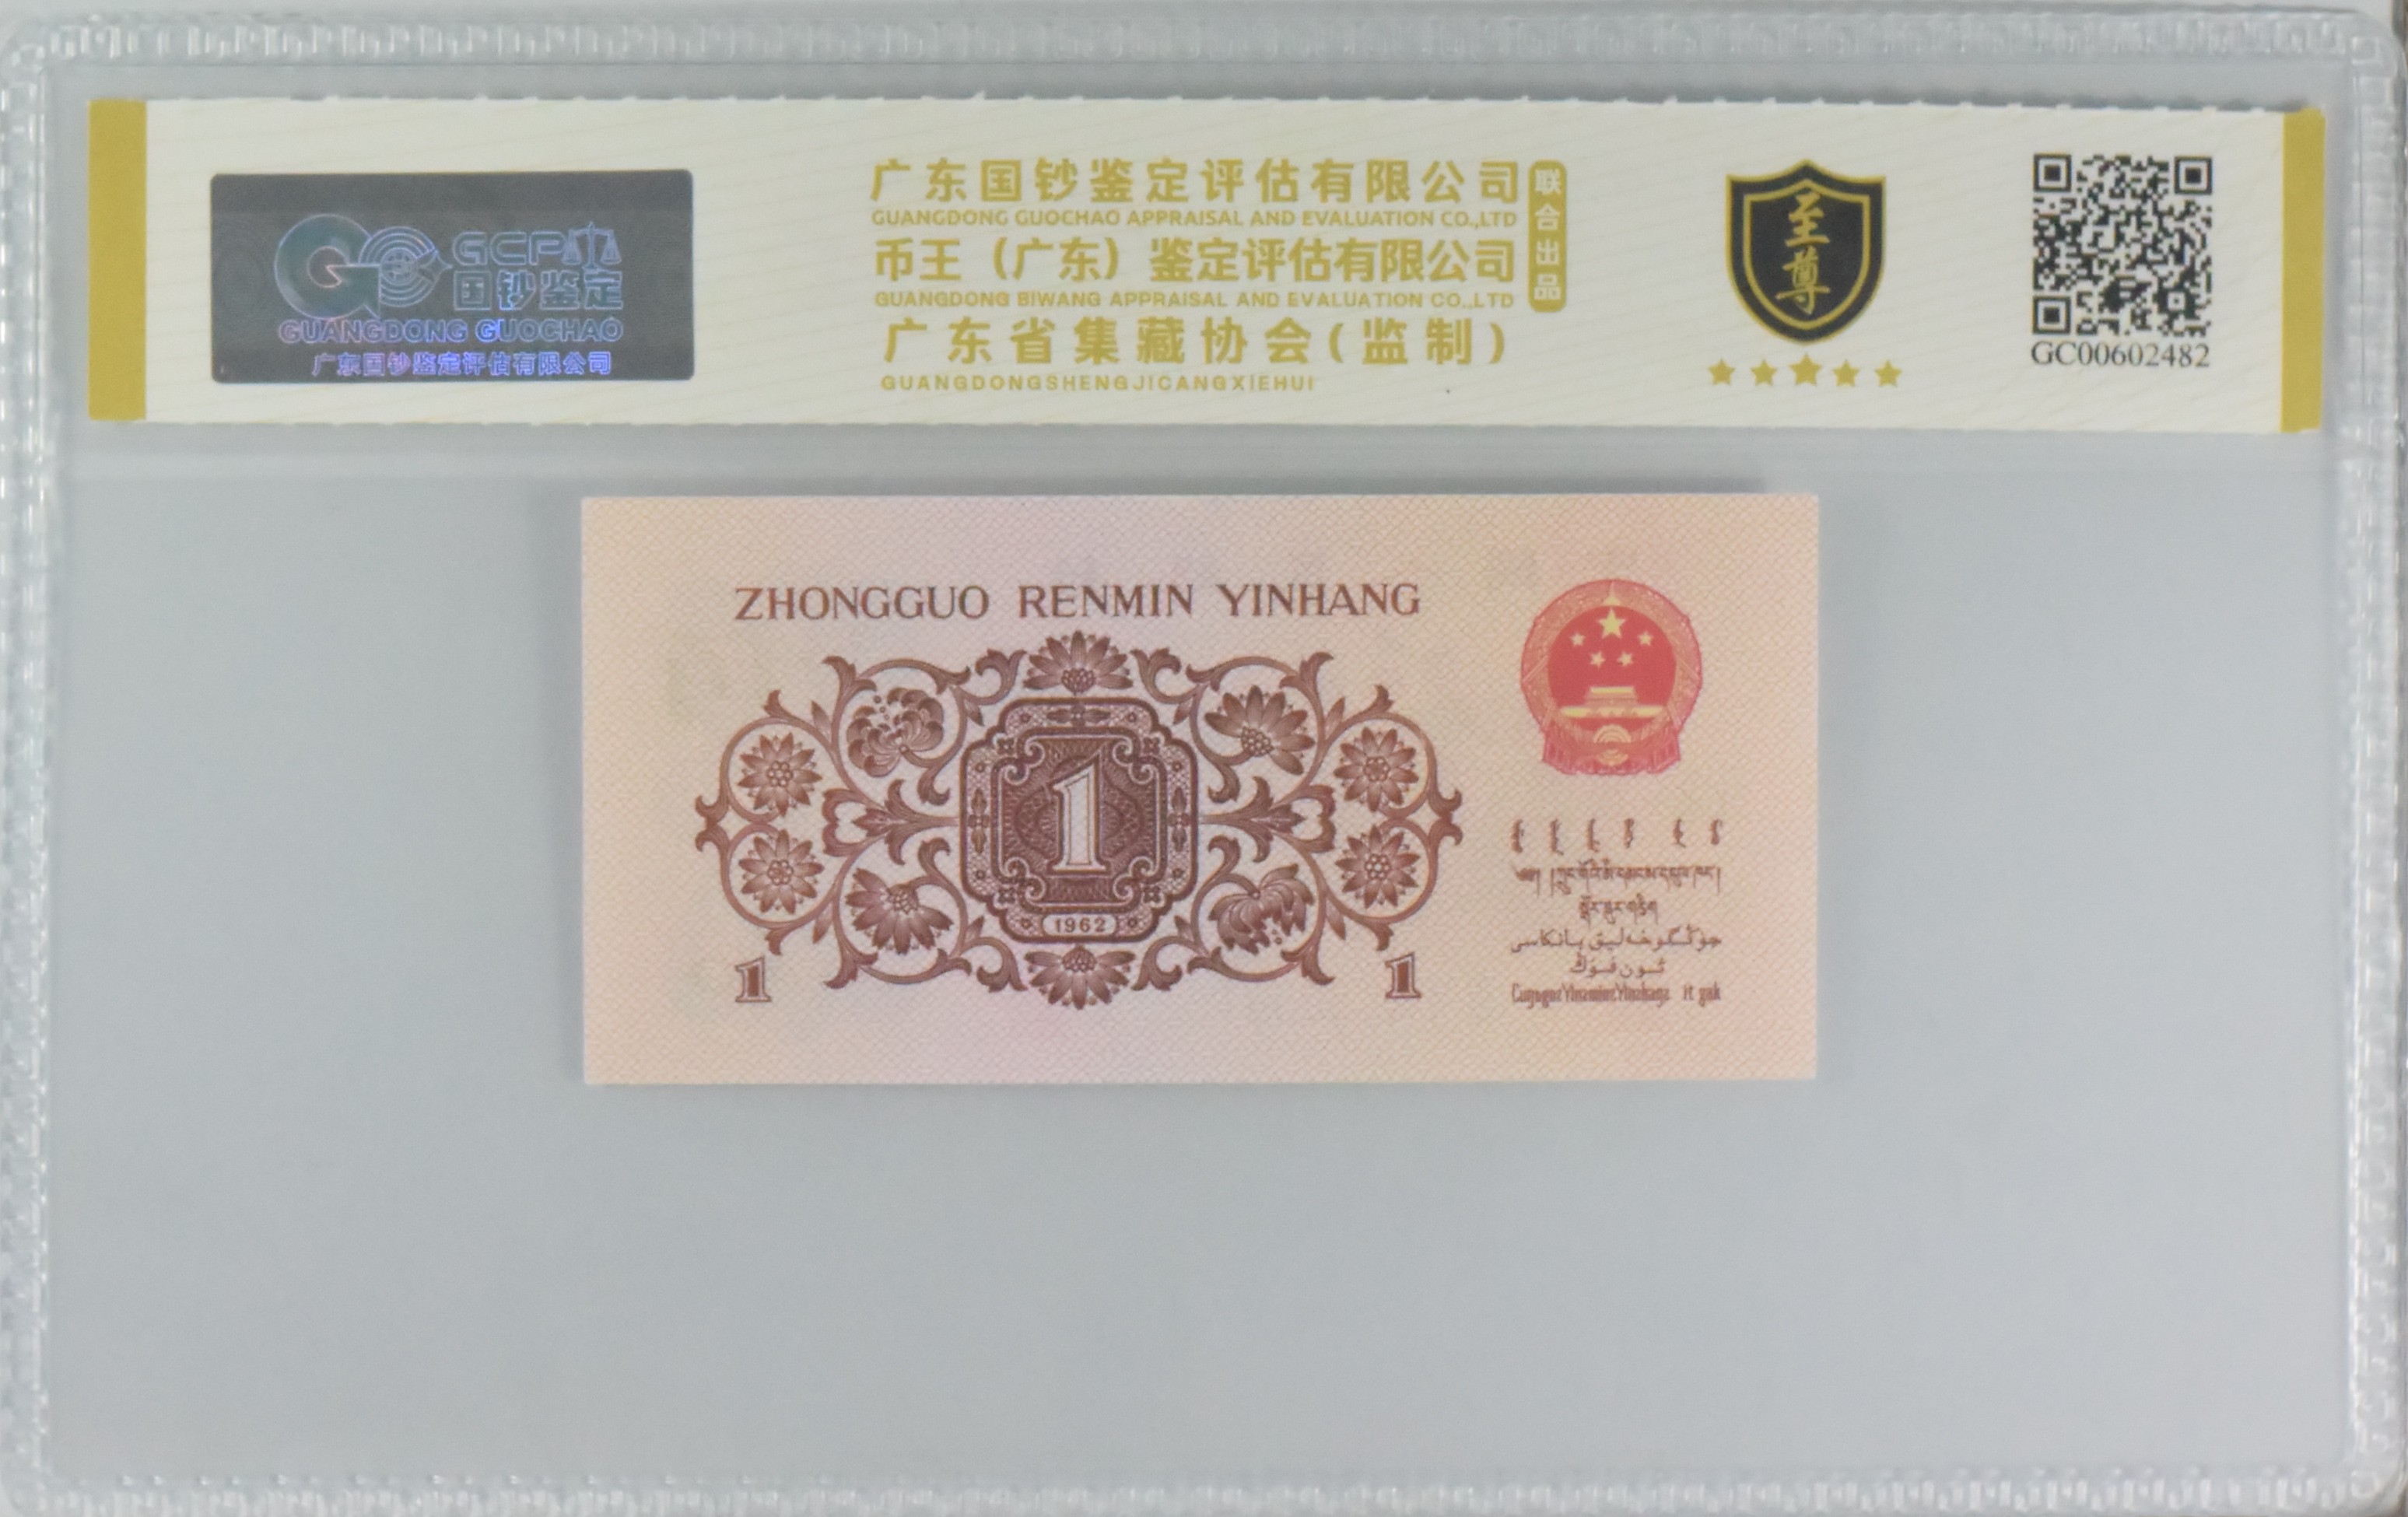 GCP
国钞鉴定
GUANGDONG GUOCHAO
广东国钞鉴定评估有限公司
广东国钞鉴定评估有限公司
GUANGDONG GUOCHAO APPRAISAL AND EVALUATION CO.,LTD
币王（广东）鉴定评估有限公司
GUANGDONG BIWANG APPRAISAL AND EVALUATION CO.,LTD
广东省集藏协会(监制)
GUANGDONGSHENGJICANGXIEHUI
联合出品
至尊
GC00602482
ZHONGGUO RENMIN YINHANG
1
1962
1
1
جۇڭگوخەلىق بانكاسى
ئون فۇڭ